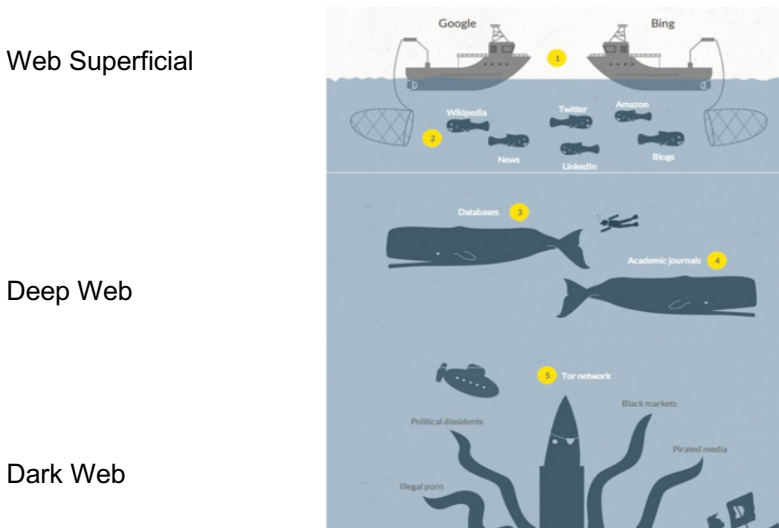 Google
Bing
Web Superficial
1
Wikipedia
Twitter
Amazon
2
News
LinkedIn
Blogs
Databases
3
Academic journals
4
Deep Web
5
Tor network
Black markets
Political dissidents
Pirated media
Dark Web
Illegal porn